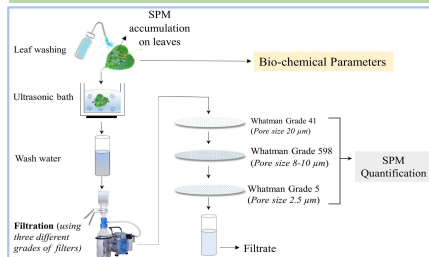 SPM
accumulation
on leaves
Leaf washing
Bio-chemical Parameters
Ultrasonic bath
Wash water
Filtration (using
three different
grades of filters)
Whatman Grade 41
(Pore size 20 µm)
Whatman Grade 598
(Pore size 8-10 µm)
Whatman Grade 5
(Pore size 2.5 µm)
Filtrate
SPM
Quantification